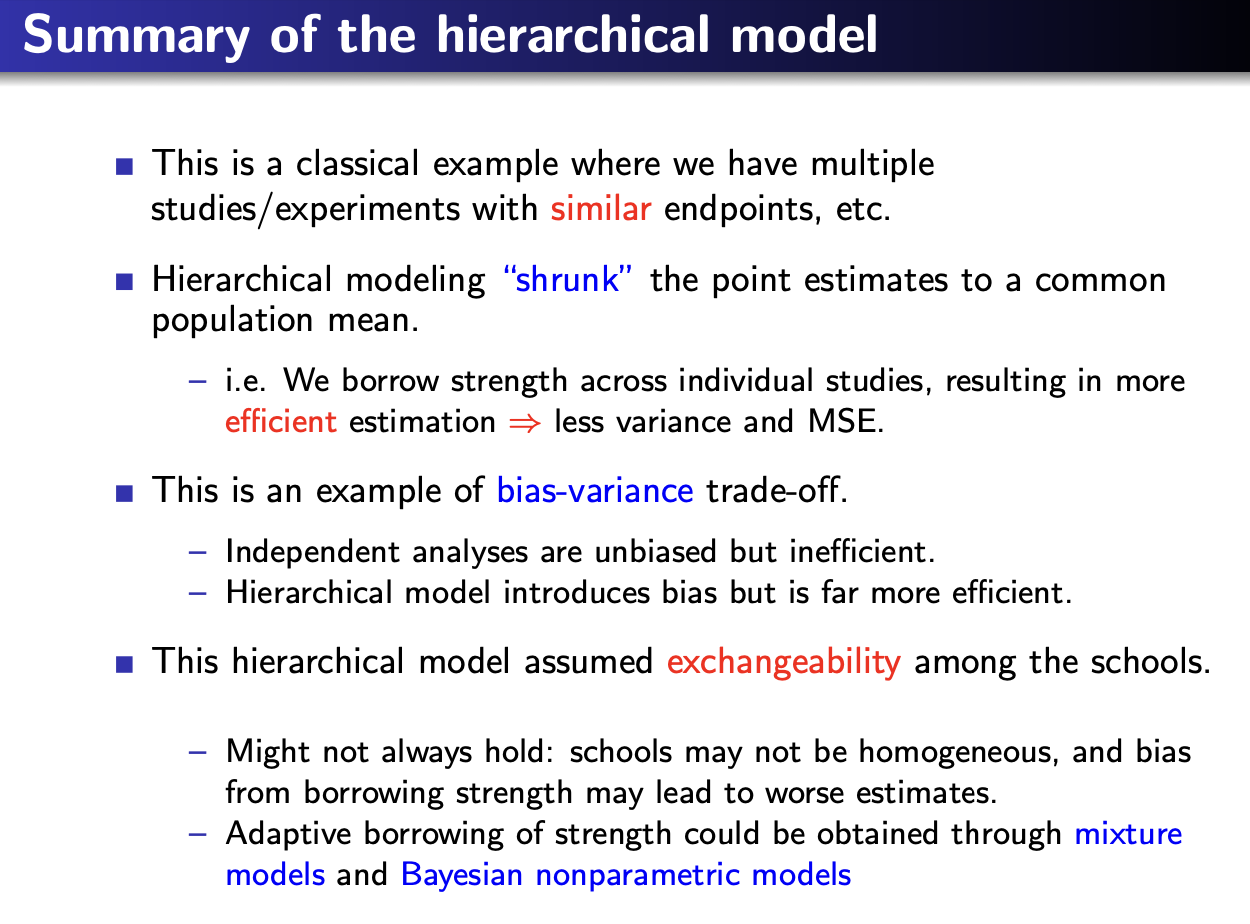 Summary of the hierarchical model
This is a classical example where we have multiple
studies/experiments with similar endpoints, etc.
Hierarchical modeling “shrunk” the point estimates to a common
population mean.
– i.e. We borrow strength across individual studies, resulting in more
efficient estimation ⇒ less variance and MSE.
This is an example of bias-variance trade-off.
– Independent analyses are unbiased but inefficient.
– Hierarchical model introduces bias but is far more efficient.
This hierarchical model assumed exchangeability among the schools.
– Might not always hold: schools may not be homogeneous, and bias
from borrowing strength may lead to worse estimates.
– Adaptive borrowing of strength could be obtained through mixture
models and Bayesian nonparametric models